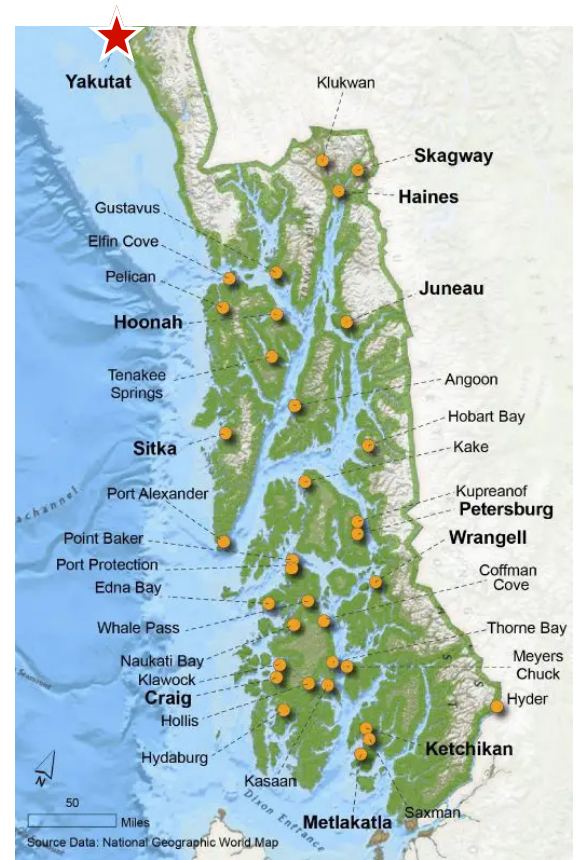 Yakutat
Klukwan
Skagway
Haines
Gustavus
Elfin Cove
Pelican
Juneau
Hoonah
Tenakee
Springs
Angoon
Hobart Bay
Sitka
Kake
Port Alexander
Kupreanof
Petersburg
Point Baker
Wrangell
Port Protection
Coffman
Cove
Edna Bay
Whale Pass
Thorne Bay
Naukati Bay
Meyers
Chuck
Klawock
Craig
Hyder
Hollis
Ketchikan
Hydaburg
Kasaan
Saxman
Dixon Entrance
Metlakatla
N
50
Miles
Source Data: National Geographic World Map